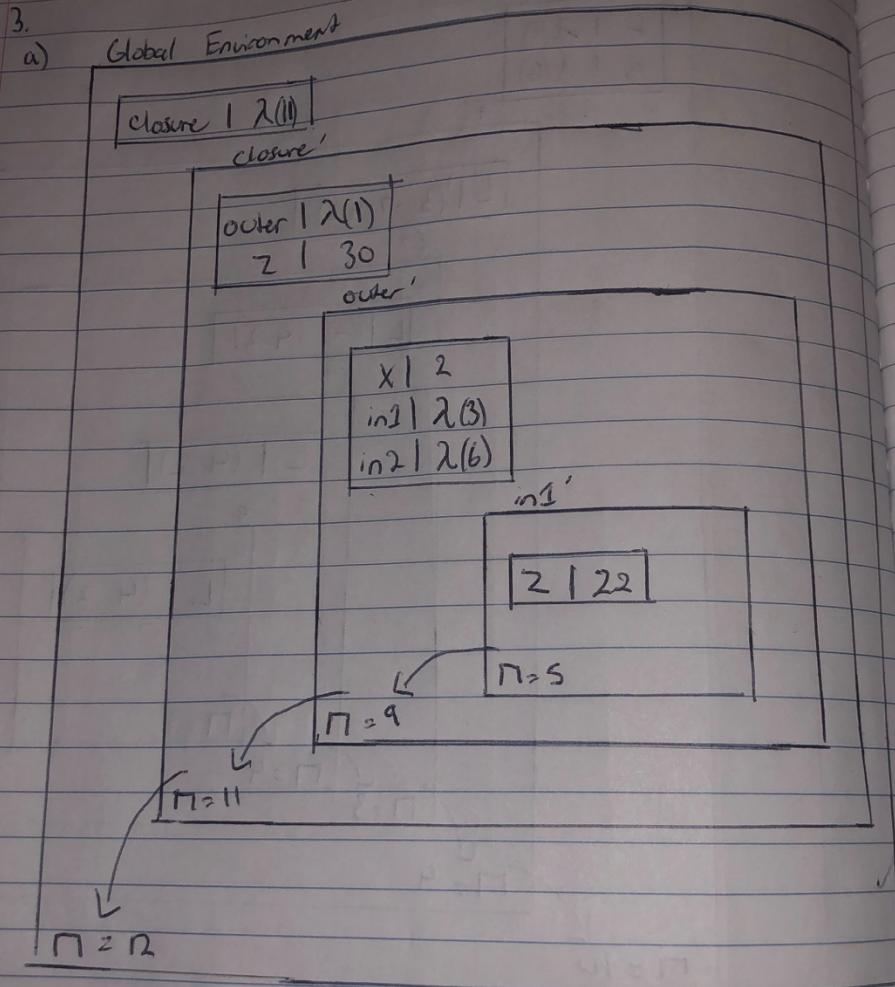 3.
a) Global Environment
closure | λ(11)
closure'
outer | λ(1)
z | 30
outer'
x | 2
in1 | λ(3)
in2 | λ(6)
in1'
z | 22
π=5
π=9
π=11
π=12